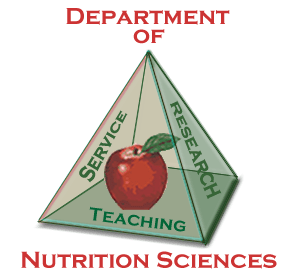 DEPARTMENT
OF
SERVICE
RESEARCH
TEACHING
NUTRITION SCIENCES